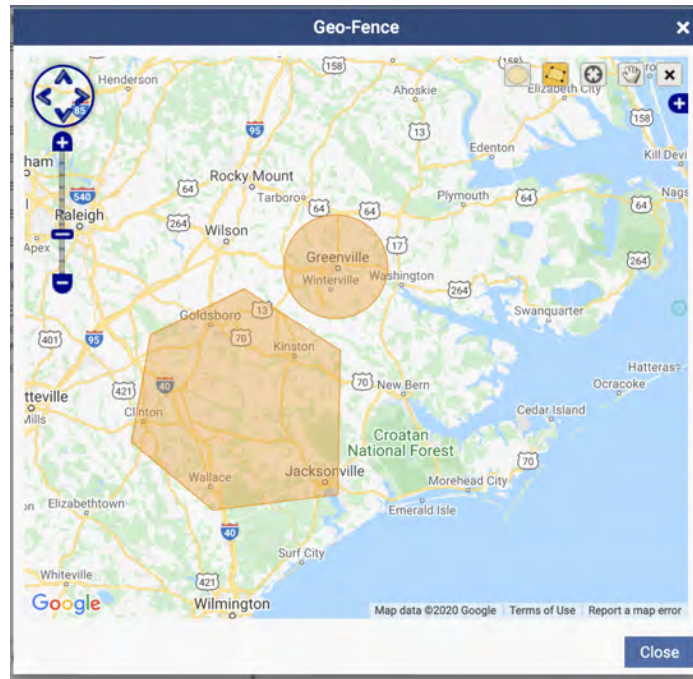 Geo-Fence
Henderson
158
Ahoskie
158
Elizabeth City
85
95
13
158
Edenton
Kill Devi
ham
Rocky Mount
64
540
Tarboro
64
64
Plymouth
64
Nags
Raleigh
264
Wilson
17
Apex
Greenville
264
Winterville
Washington
264
Goldsboro
13
Swanquarter
401
95
70
Kinston
Hatteras
40
421
70
New Bern
Ocracoke
tteville
Mills
Clinton
Cedar Island
Croatan
National Forest
70
Wallace
Jacksonville
Morehead City
Elizabethtown
Emerald Isle
on
40
Surf City
Whiteville
421
Google
Wilmington
Map data ©2020 Google
Terms of Use
Report a map error
Close